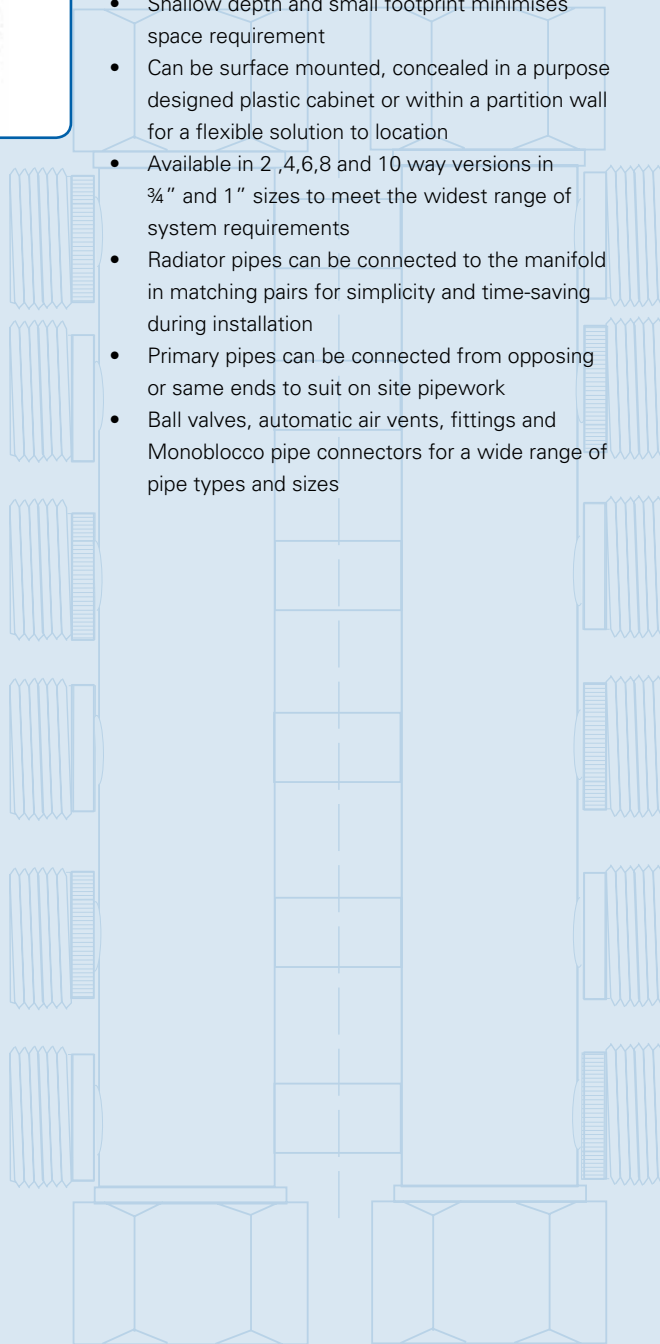 • Shallow depth and small footprint minimises
space requirement
• Can be surface mounted, concealed in a purpose
designed plastic cabinet or within a partition wall
for a flexible solution to location
• Available in 2 ,4,6,8 and 10 way versions in
¾” and 1” sizes to meet the widest range of
system requirements
• Radiator pipes can be connected to the manifold
in matching pairs for simplicity and time-saving
during installation
• Primary pipes can be connected from opposing
or same ends to suit on site pipework
• Ball valves, automatic air vents, fittings and
Monoblocco pipe connectors for a wide range of
pipe types and sizes